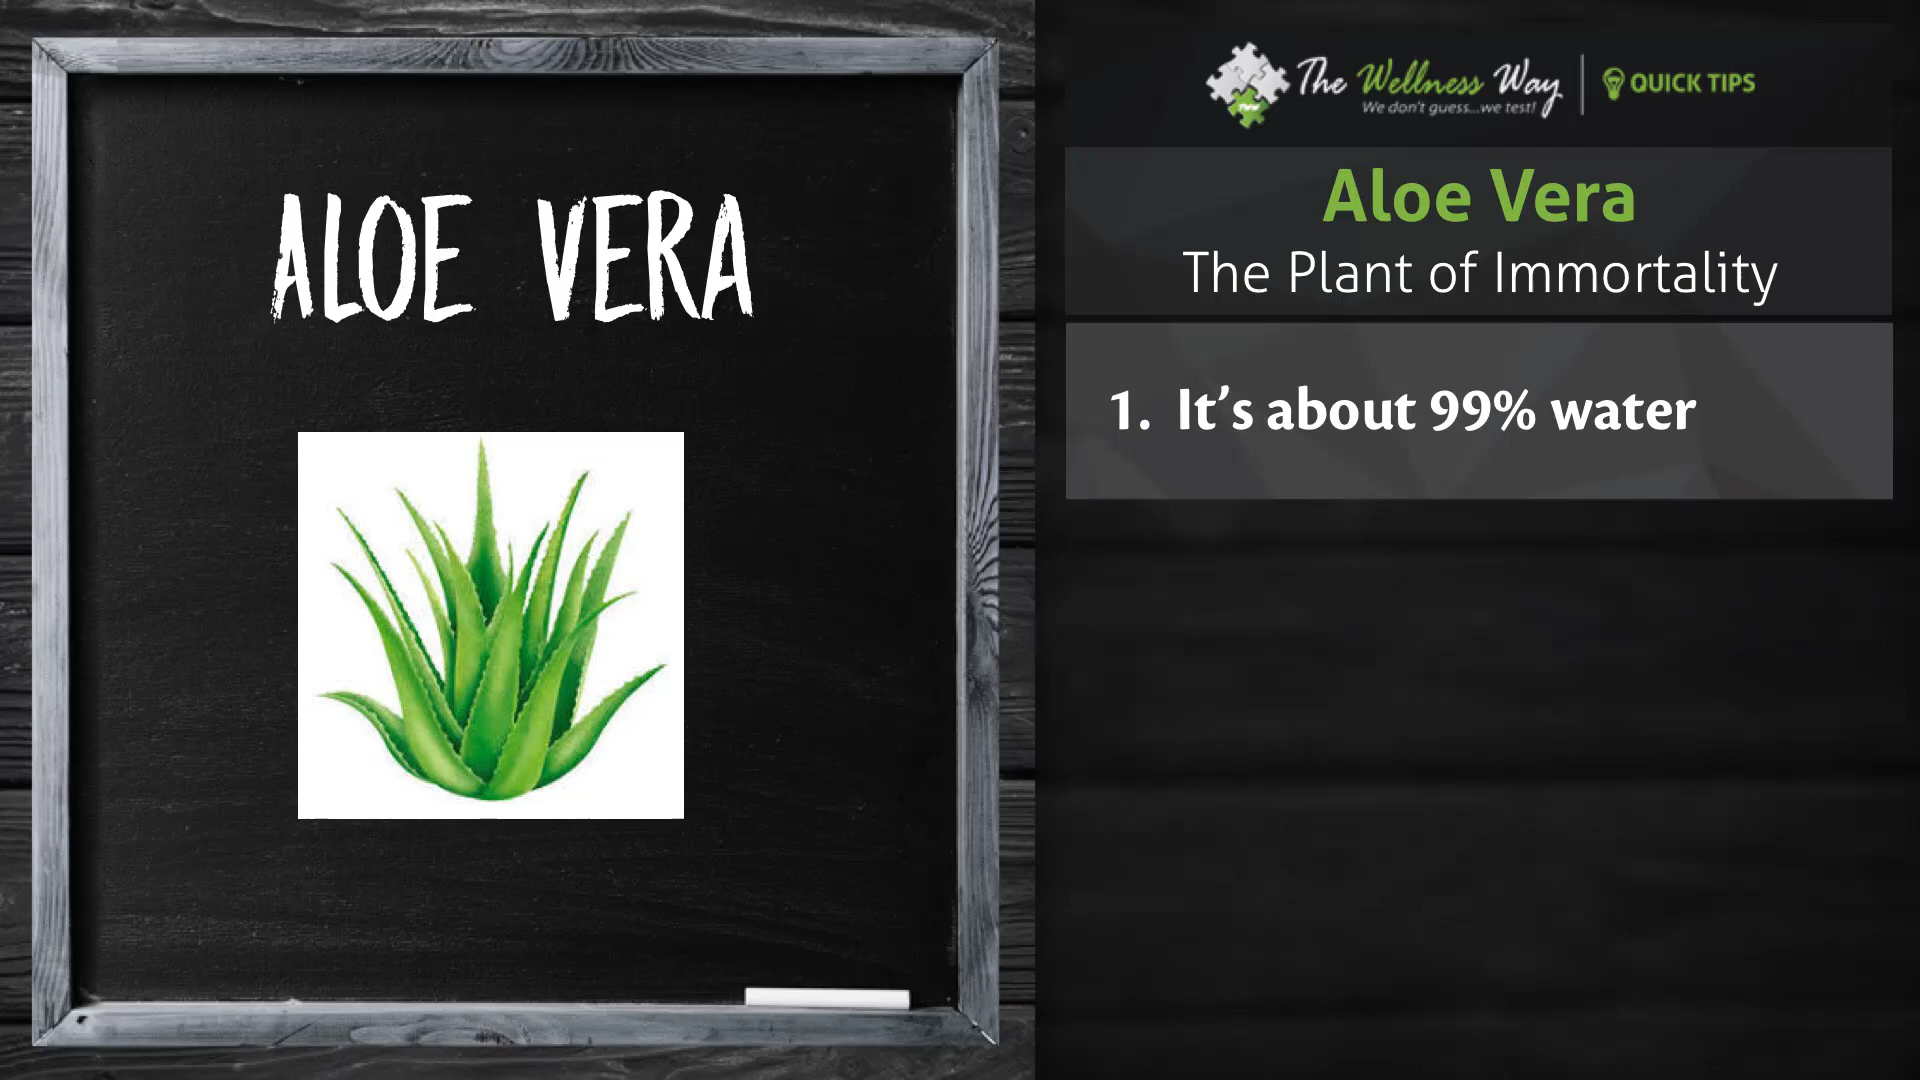 ALOE VERA
The Wellness Way
We don't guess...we test!
QUICK TIPS
Aloe Vera
The Plant of Immortality
1. It's about 99% water